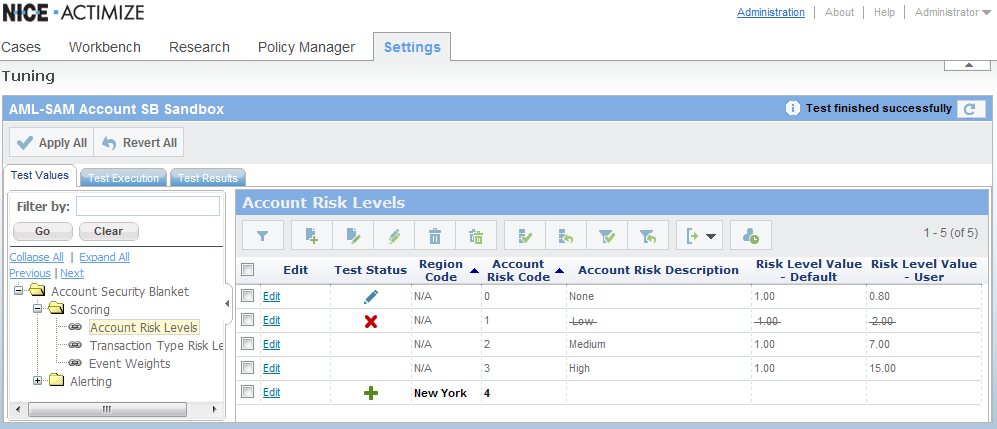 NICE · ACTIMIZE
Administration | About | Help | Administrator
Cases Workbench Research Policy Manager Settings
Tuning
AML-SAM Account SB Sandbox
i Test finished successfully
Apply All Revert All
Test Values Test Execution Test Results
Filter by:
Go Clear
Collapse All | Expand All
Previous | Next
Account Security Blanket
Scoring
Account Risk Levels
Transaction Type Risk Le
Event Weights
Alerting
Account Risk Levels
1 - 5 (of 5)
Edit Test Status Region Code Account Risk Code Account Risk Description Risk Level Value - Default Risk Level Value - User
Edit N/A 0 None 1.00 0.80
Edit N/A 1 Low 1.00 2.00
Edit N/A 2 Medium 1.00 7.00
Edit N/A 3 High 1.00 15.00
Edit New York 4